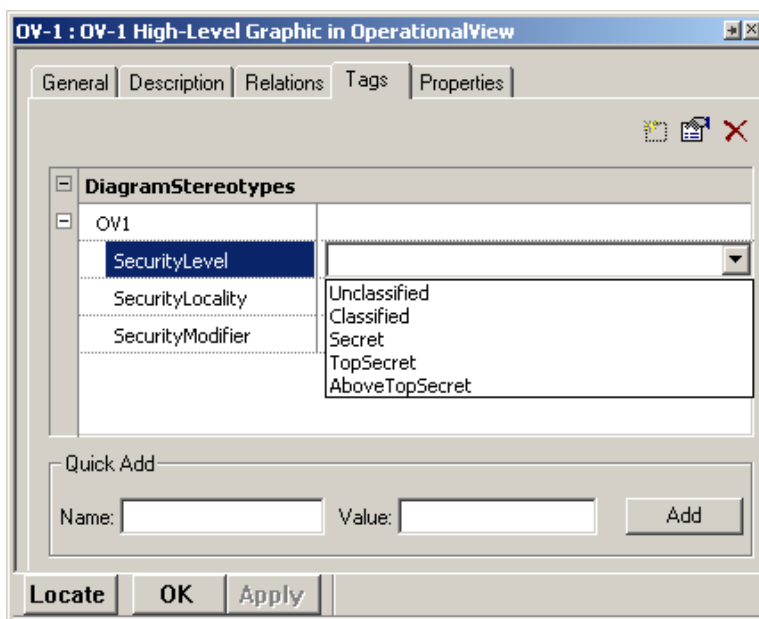 OV-1 : OV-1 High-Level Graphic in OperationalView
General Description Relations Tags Properties
DiagramStereotypes
OV1
SecurityLevel
SecurityLocality
SecurityModifier
Unclassified
Classified
Secret
TopSecret
AboveTopSecret
Quick Add
Name: Value: Add
Locate OK Apply